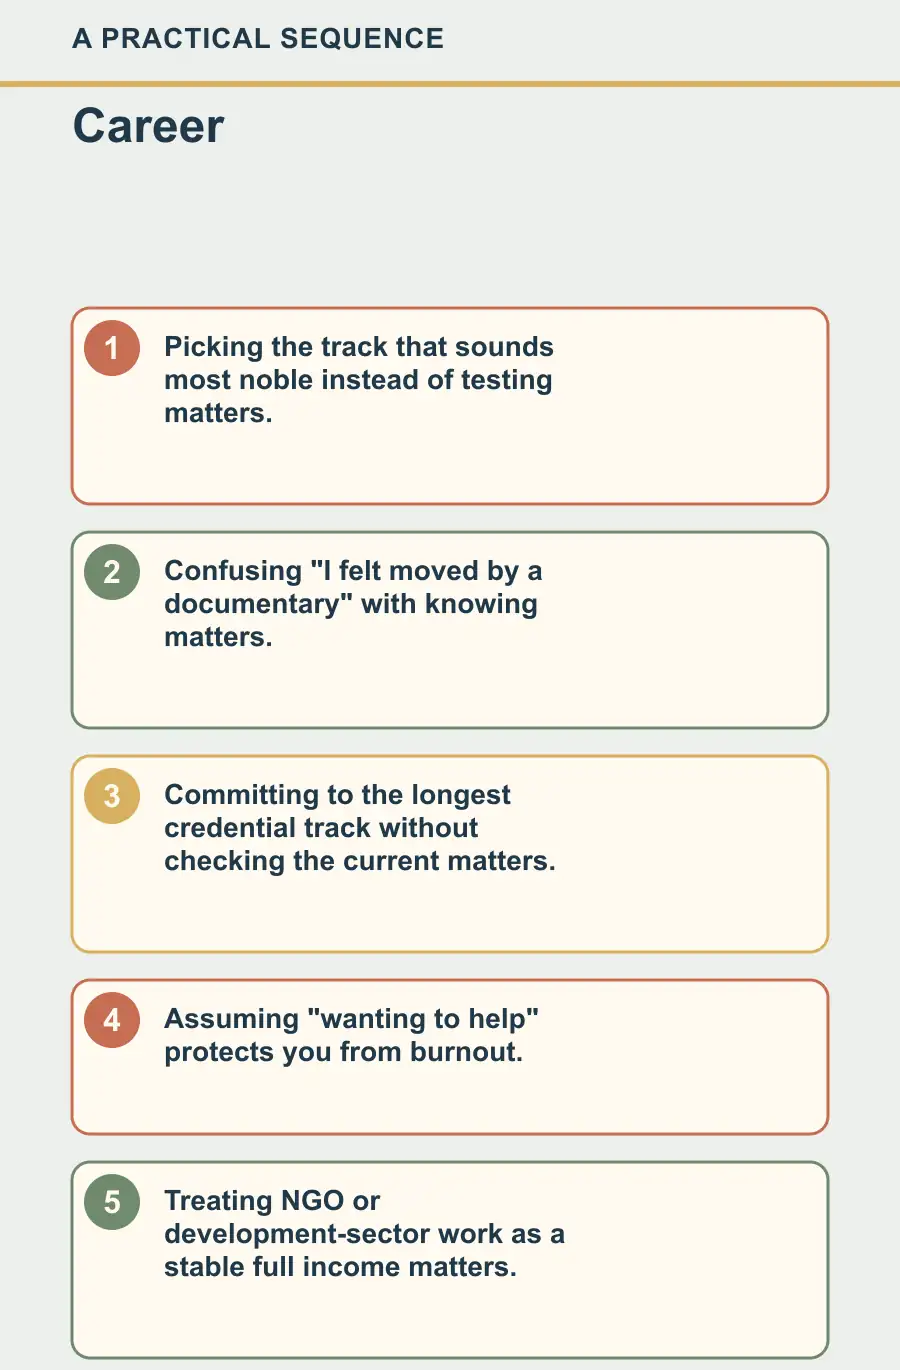 A PRACTICAL SEQUENCE
Career
1
Picking the track that sounds
most noble instead of testing
matters.
2
Confusing "I felt moved by a
documentary" with knowing
matters.
3
Committing to the longest
credential track without
checking the current matters.
4
Assuming "wanting to help"
protects you from burnout.
5
Treating NGO or
development-sector work as a
stable full income matters.